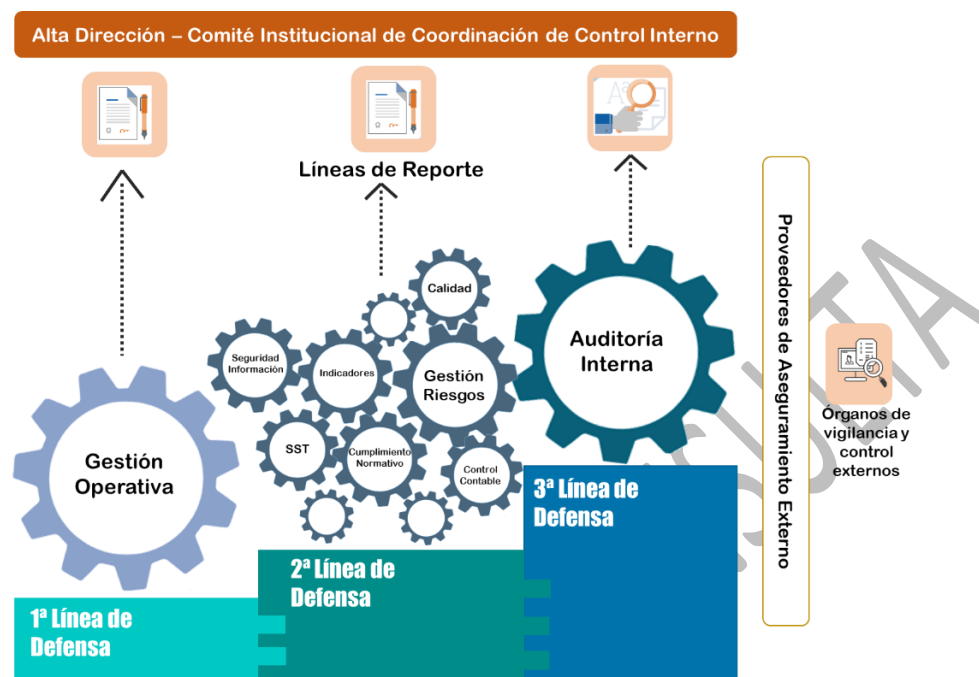 Alta Dirección – Comité Institucional de Coordinación de Control Interno
Líneas de Reporte
Calidad
Seguridad
Información
Indicadores
Gestión
Riesgos
SST
Cumplimiento
Normativo
Control
Contable
Gestión
Operativa
Auditoría
Interna
1ª Línea de
Defensa
2ª Línea de
Defensa
3ª Línea de
Defensa
Proveedores de Aseguramiento Externo
Órganos de
vigilancia y
control
externos